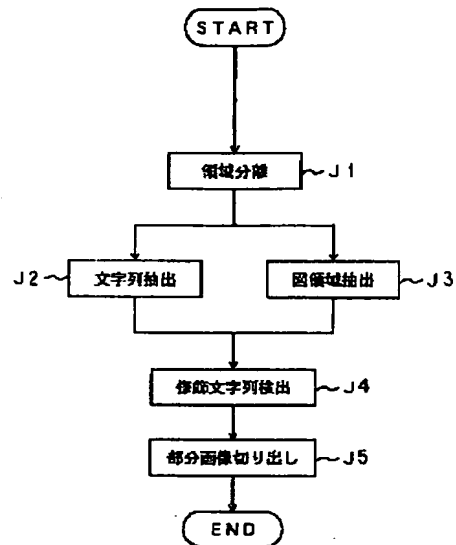 START
領域分離 J1
J2 文字列抽出 図領域抽出 J3
修飾文字列検出 J4
部分画像切り出し J5
END